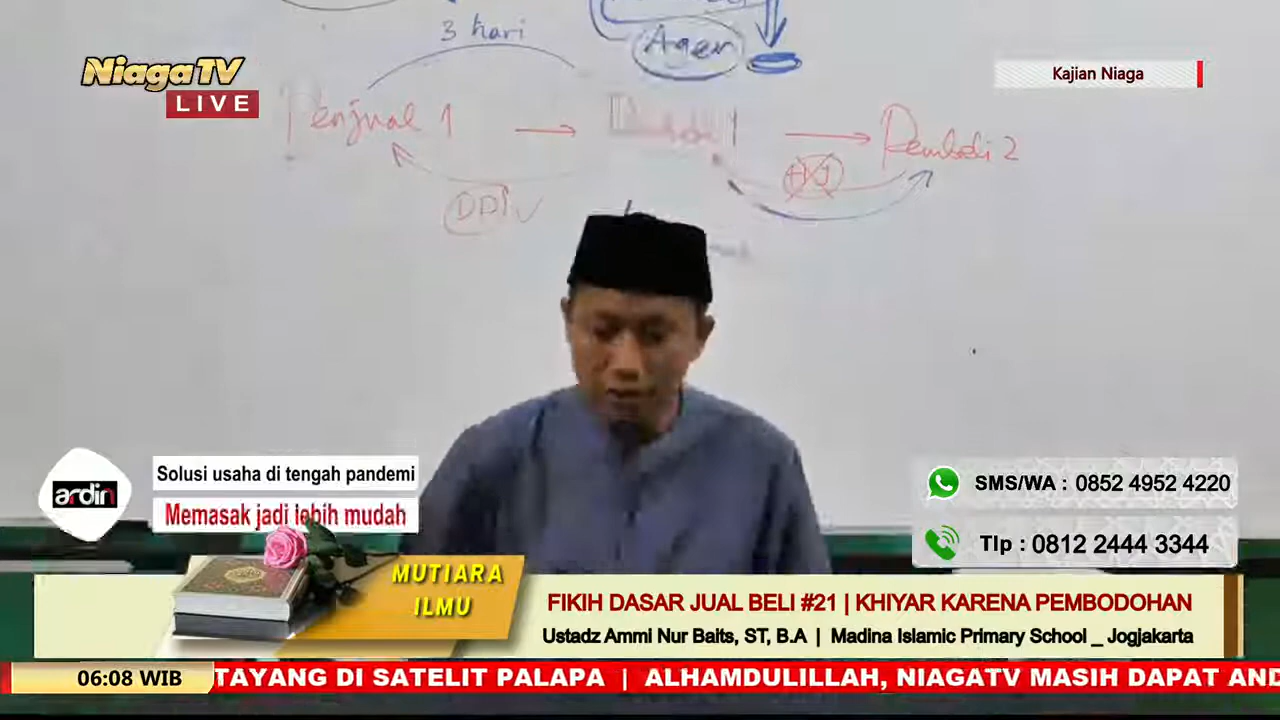 3 hari
Agen
NiagaTV
LIVE
Kajian Niaga
Penjual 1
Pembeli 2
ardin
Solusi usaha di tengah pandemi
Memasak jadi lebih mudah
SMS/WA : 0852 4952 4220
Tlp : 0812 2444 3344
MUTIARA
ILMU
FIKIH DASAR JUAL BELI #21 | KHIYAR KARENA PEMBODOHAN
Ustadz Ammi Nur Baits, ST, B.A | Madina Islamic Primary School _ Jogjakarta
06:08 WIB
TAYANG DI SATELIT PALAPA | ALHAMDULILLAH, NIAGATV MASIH DAPAT AND